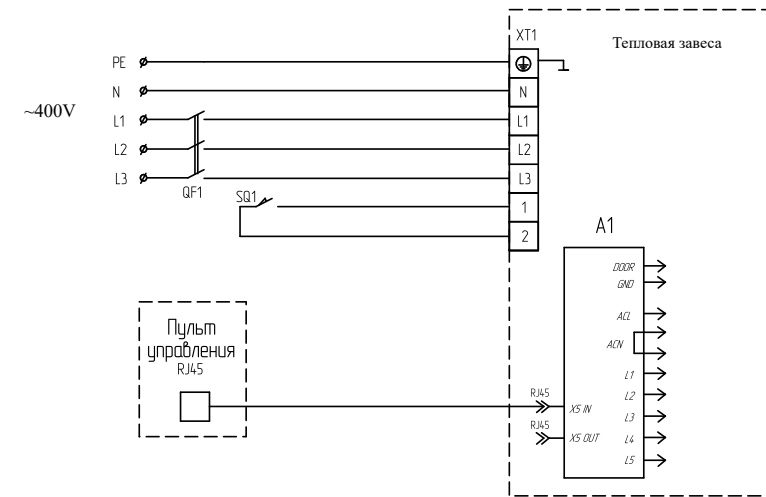 XT1
Тепловая завеса
PE
N
N
~400V
L1
L1
L2
L2
L3
L3
QF1
SQ1
1
2
A1
DOOR
GND
ACL
ACN
L1
L2
L3
L4
L5
Пульт
управления
RJ45
RJ45
X5 IN
RJ45
X5 OUT